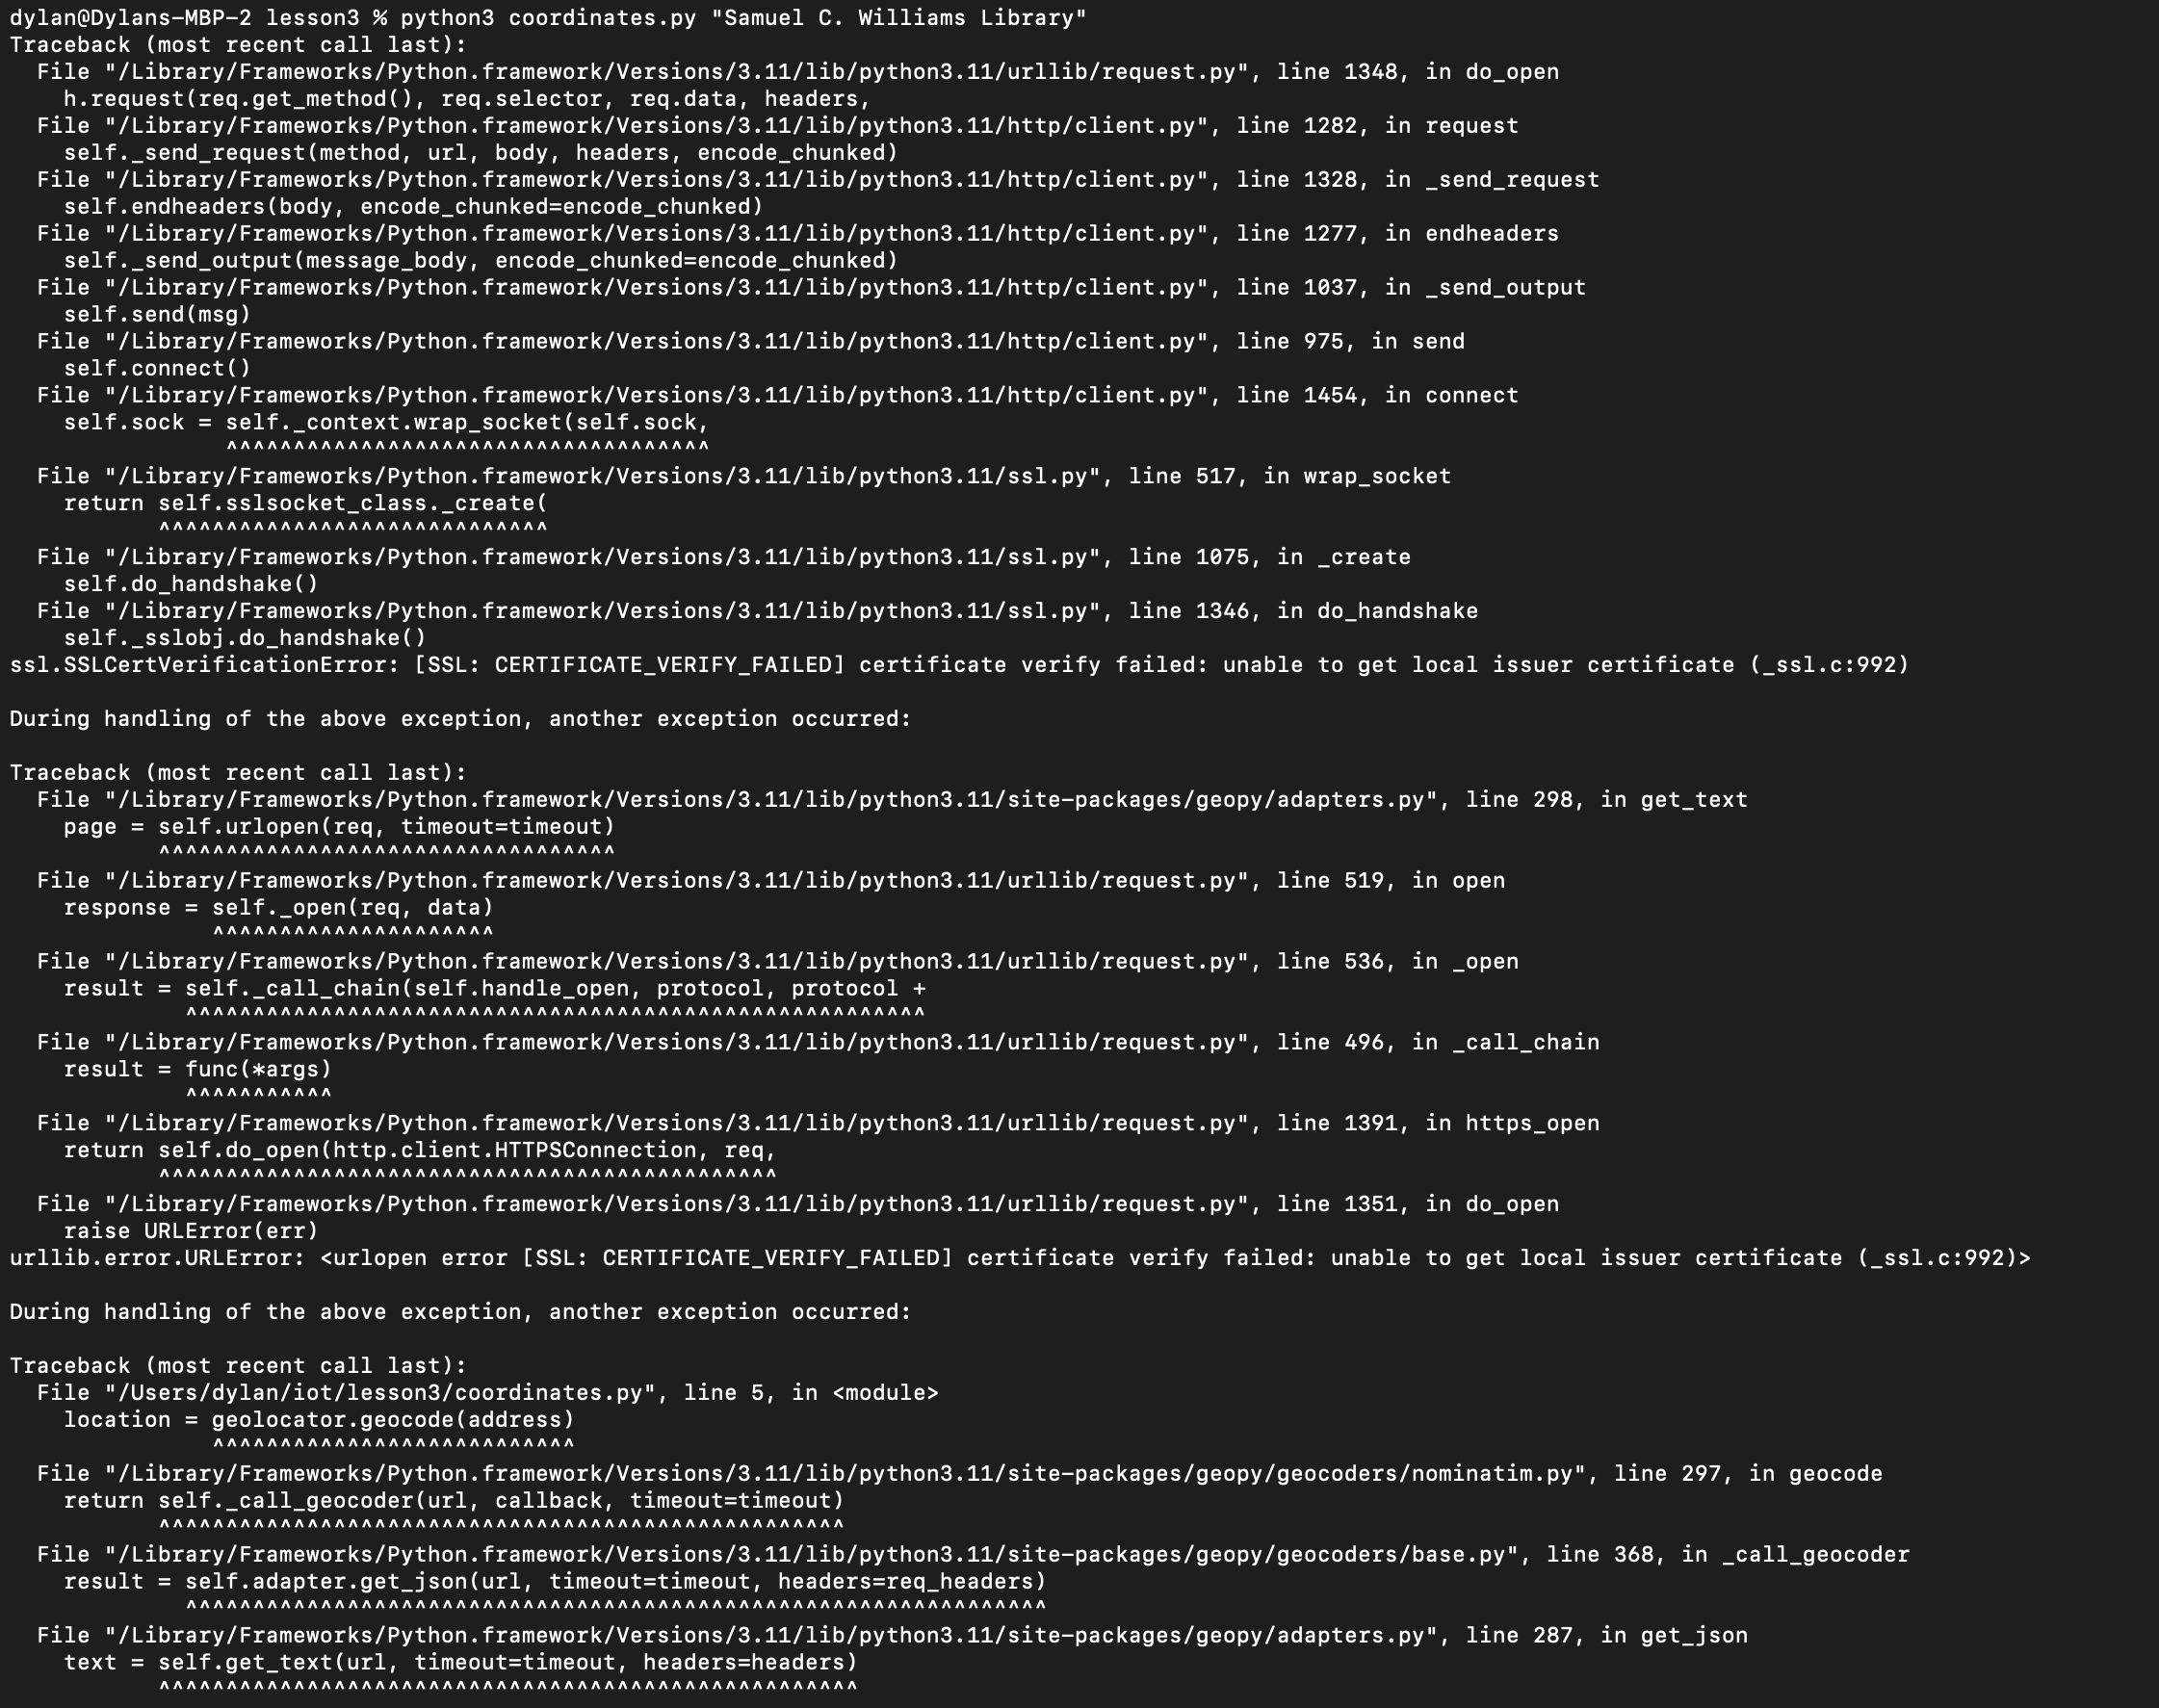 dylan@Dylans-MBP-2 lesson3 % python3 coordinates.py "Samuel C. Williams Library"
Traceback (most recent call last):
  File "/Library/Frameworks/Python.framework/Versions/3.11/lib/python3.11/urllib/request.py", line 1348, in do_open
    h.request(req.get_method(), req.selector, req.data, headers,
  File "/Library/Frameworks/Python.framework/Versions/3.11/lib/python3.11/http/client.py", line 1282, in request
    self._send_request(method, url, body, headers, encode_chunked)
  File "/Library/Frameworks/Python.framework/Versions/3.11/lib/python3.11/http/client.py", line 1328, in _send_request
    self.endheaders(body, encode_chunked=encode_chunked)
  File "/Library/Frameworks/Python.framework/Versions/3.11/lib/python3.11/http/client.py", line 1277, in endheaders
    self._send_output(message_body, encode_chunked=encode_chunked)
  File "/Library/Frameworks/Python.framework/Versions/3.11/lib/python3.11/http/client.py", line 1037, in _send_output
    self.send(msg)
  File "/Library/Frameworks/Python.framework/Versions/3.11/lib/python3.11/http/client.py", line 975, in send
    self.connect()
  File "/Library/Frameworks/Python.framework/Versions/3.11/lib/python3.11/http/client.py", line 1454, in connect
    self.sock = self._context.wrap_socket(self.sock,
                ^^^^^^^^^^^^^^^^^^^^^^^^^^^^^^^^^^^^
  File "/Library/Frameworks/Python.framework/Versions/3.11/lib/python3.11/ssl.py", line 517, in wrap_socket
    return self.sslsocket_class._create(
           ^^^^^^^^^^^^^^^^^^^^^^^^^^^^^
  File "/Library/Frameworks/Python.framework/Versions/3.11/lib/python3.11/ssl.py", line 1075, in _create
    self.do_handshake()
  File "/Library/Frameworks/Python.framework/Versions/3.11/lib/python3.11/ssl.py", line 1346, in do_handshake
    self._sslobj.do_handshake()
ssl.SSLCertVerificationError: [SSL: CERTIFICATE_VERIFY_FAILED] certificate verify failed: unable to get local issuer certificate (_ssl.c:992)

During handling of the above exception, another exception occurred:

Traceback (most recent call last):
  File "/Library/Frameworks/Python.framework/Versions/3.11/lib/python3.11/site-packages/geopy/adapters.py", line 298, in get_text
    page = self.urlopen(req, timeout=timeout)
           ^^^^^^^^^^^^^^^^^^^^^^^^^^^^^^^^^^
  File "/Library/Frameworks/Python.framework/Versions/3.11/lib/python3.11/urllib/request.py", line 519, in open
    response = self._open(req, data)
               ^^^^^^^^^^^^^^^^^^^^^
  File "/Library/Frameworks/Python.framework/Versions/3.11/lib/python3.11/urllib/request.py", line 536, in _open
    result = self._call_chain(self.handle_open, protocol, protocol +
             ^^^^^^^^^^^^^^^^^^^^^^^^^^^^^^^^^^^^^^^^^^^^^^^^^^^^^^^
  File "/Library/Frameworks/Python.framework/Versions/3.11/lib/python3.11/urllib/request.py", line 496, in _call_chain
    result = func(*args)
             ^^^^^^^^^^^
  File "/Library/Frameworks/Python.framework/Versions/3.11/lib/python3.11/urllib/request.py", line 1391, in https_open
    return self.do_open(http.client.HTTPSConnection, req,
           ^^^^^^^^^^^^^^^^^^^^^^^^^^^^^^^^^^^^^^^^^^^^^^
  File "/Library/Frameworks/Python.framework/Versions/3.11/lib/python3.11/urllib/request.py", line 1351, in do_open
    raise URLError(err)
urllib.error.URLError: <urlopen error [SSL: CERTIFICATE_VERIFY_FAILED] certificate verify failed: unable to get local issuer certificate (_ssl.c:992)>

During handling of the above exception, another exception occurred:

Traceback (most recent call last):
  File "/Users/dylan/iot/lesson3/coordinates.py", line 5, in <module>
    location = geolocator.geocode(address)
               ^^^^^^^^^^^^^^^^^^^^^^^^^^^
  File "/Library/Frameworks/Python.framework/Versions/3.11/lib/python3.11/site-packages/geopy/geocoders/nominatim.py", line 297, in geocode
    return self._call_geocoder(url, callback, timeout=timeout)
           ^^^^^^^^^^^^^^^^^^^^^^^^^^^^^^^^^^^^^^^^^^^^^^^^^^^
  File "/Library/Frameworks/Python.framework/Versions/3.11/lib/python3.11/site-packages/geopy/geocoders/base.py", line 368, in _call_geocoder
    result = self.adapter.get_json(url, timeout=timeout, headers=req_headers)
             ^^^^^^^^^^^^^^^^^^^^^^^^^^^^^^^^^^^^^^^^^^^^^^^^^^^^^^^^^^^^^^^^
  File "/Library/Frameworks/Python.framework/Versions/3.11/lib/python3.11/site-packages/geopy/adapters.py", line 287, in get_json
    text = self.get_text(url, timeout=timeout, headers=headers)
           ^^^^^^^^^^^^^^^^^^^^^^^^^^^^^^^^^^^^^^^^^^^^^^^^^^^^